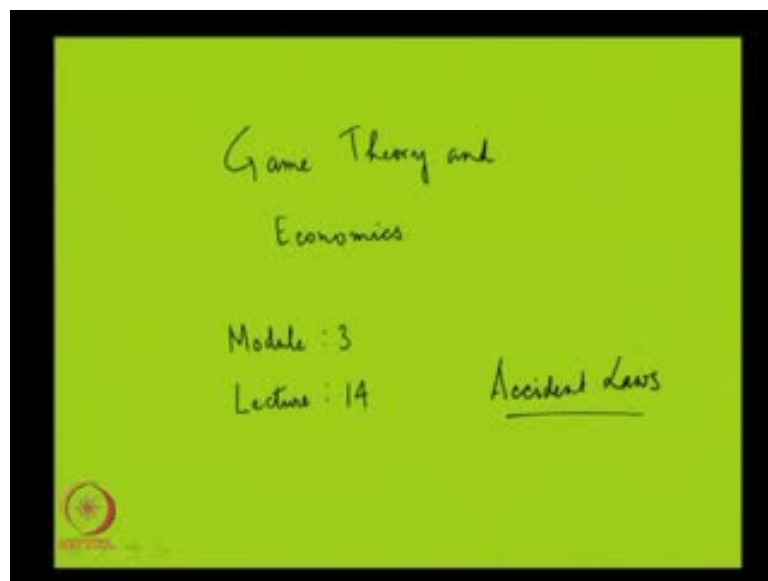 Game Theory and
Economics
Module : 3
Lecture : 14
Accident Laws